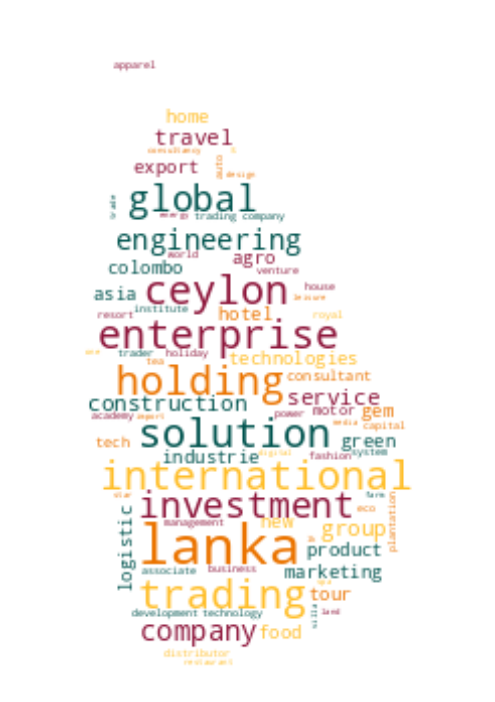 apparel
home
travel
consultancy
export
auto
design
trade
global
energy trading company
engineering
world
agro
colombo
venture
asia
ceylon
house
leisure
institute
resort
hotel
royal
enterprise
trader
holiday
technologies
tea
holding
consultant
construction
service
academy
import
power
motor
gem
media
capital
solution
tech
green
industrie
digital
fashion
system
international
star
farm
investment
eco
plantation
logistic
management
new
group
lanka
product
associate
business
marketing
spa
trading
tour
development technology
villa
land
company
food
distributor
restaurant